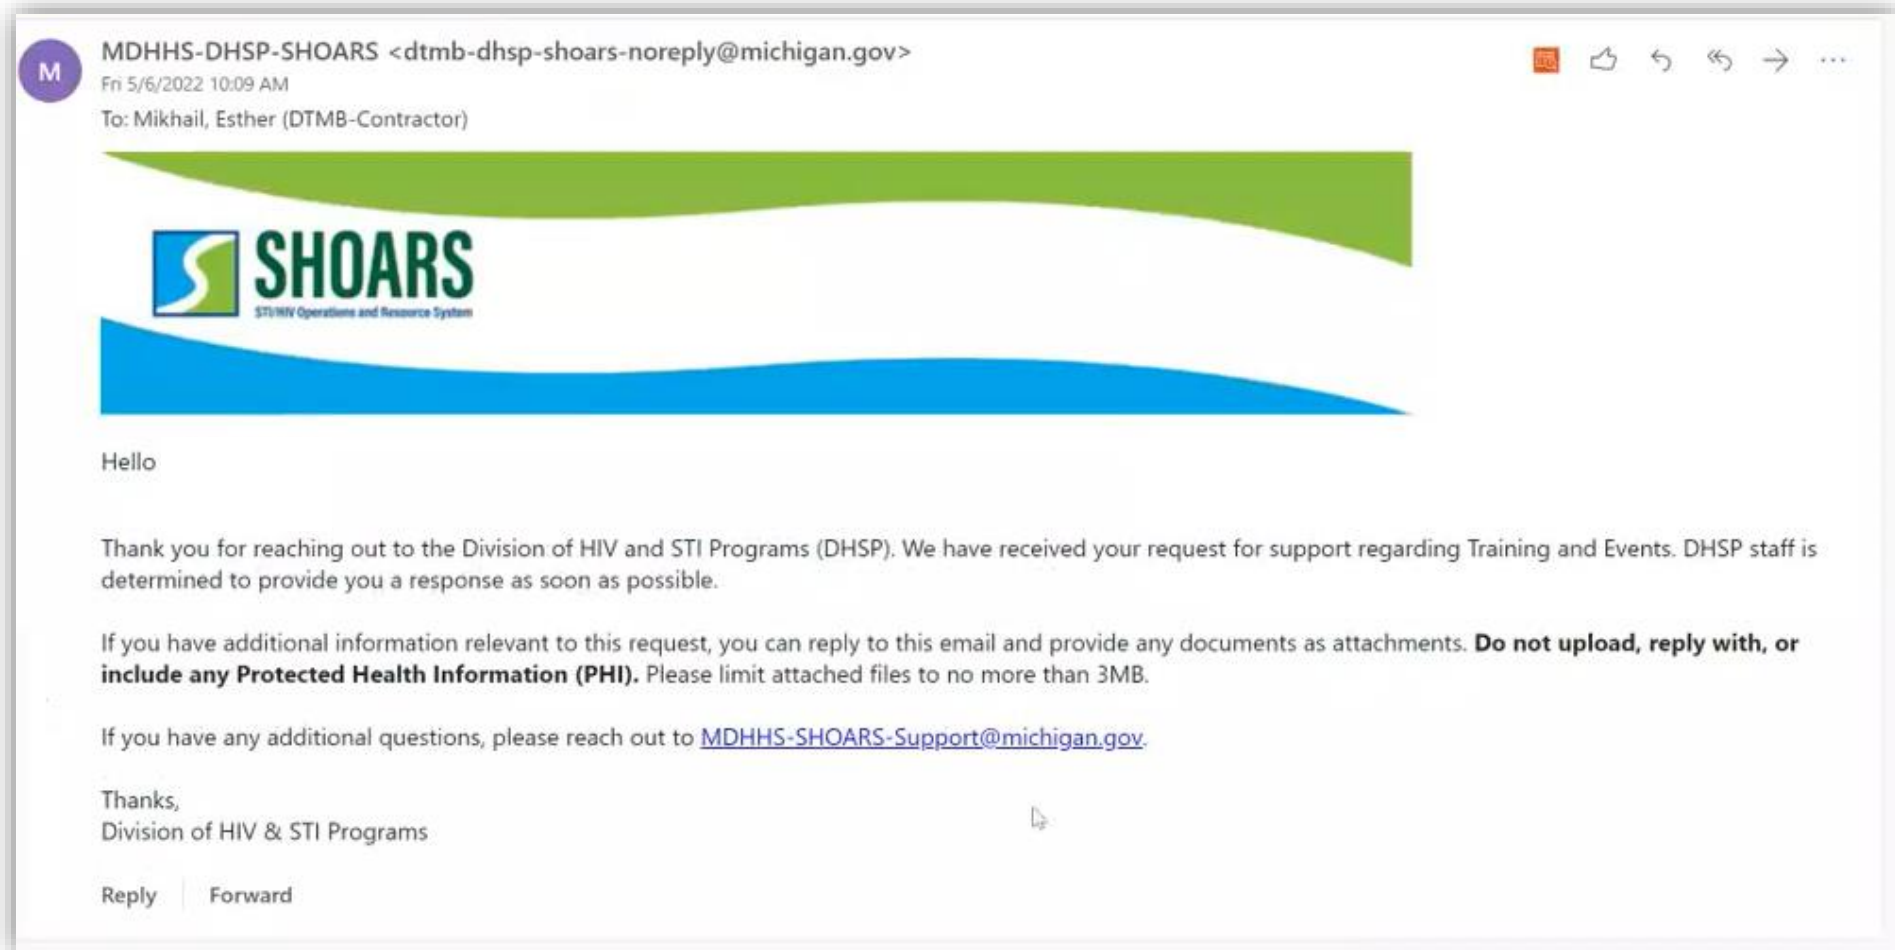 M
MDHHS-DHSP-SHOARS <dtmb-dhsp-shoars-noreply@michigan.gov>
Fri 5/6/2022 10:09 AM
To: Mikhail, Esther (DTMB-Contractor)
SHOARS
STI/HIV Operations and Resource System
Hello
Thank you for reaching out to the Division of HIV and STI Programs (DHSP). We have received your request for support regarding Training and Events. DHSP staff is
determined to provide you a response as soon as possible.
If you have additional information relevant to this request, you can reply to this email and provide any documents as attachments. Do not upload, reply with, or
include any Protected Health Information (PHI). Please limit attached files to no more than 3MB.
If you have any additional questions, please reach out to MDHHS-SHOARS-Support@michigan.gov.
Thanks,
Division of HIV & STI Programs
Reply Forward